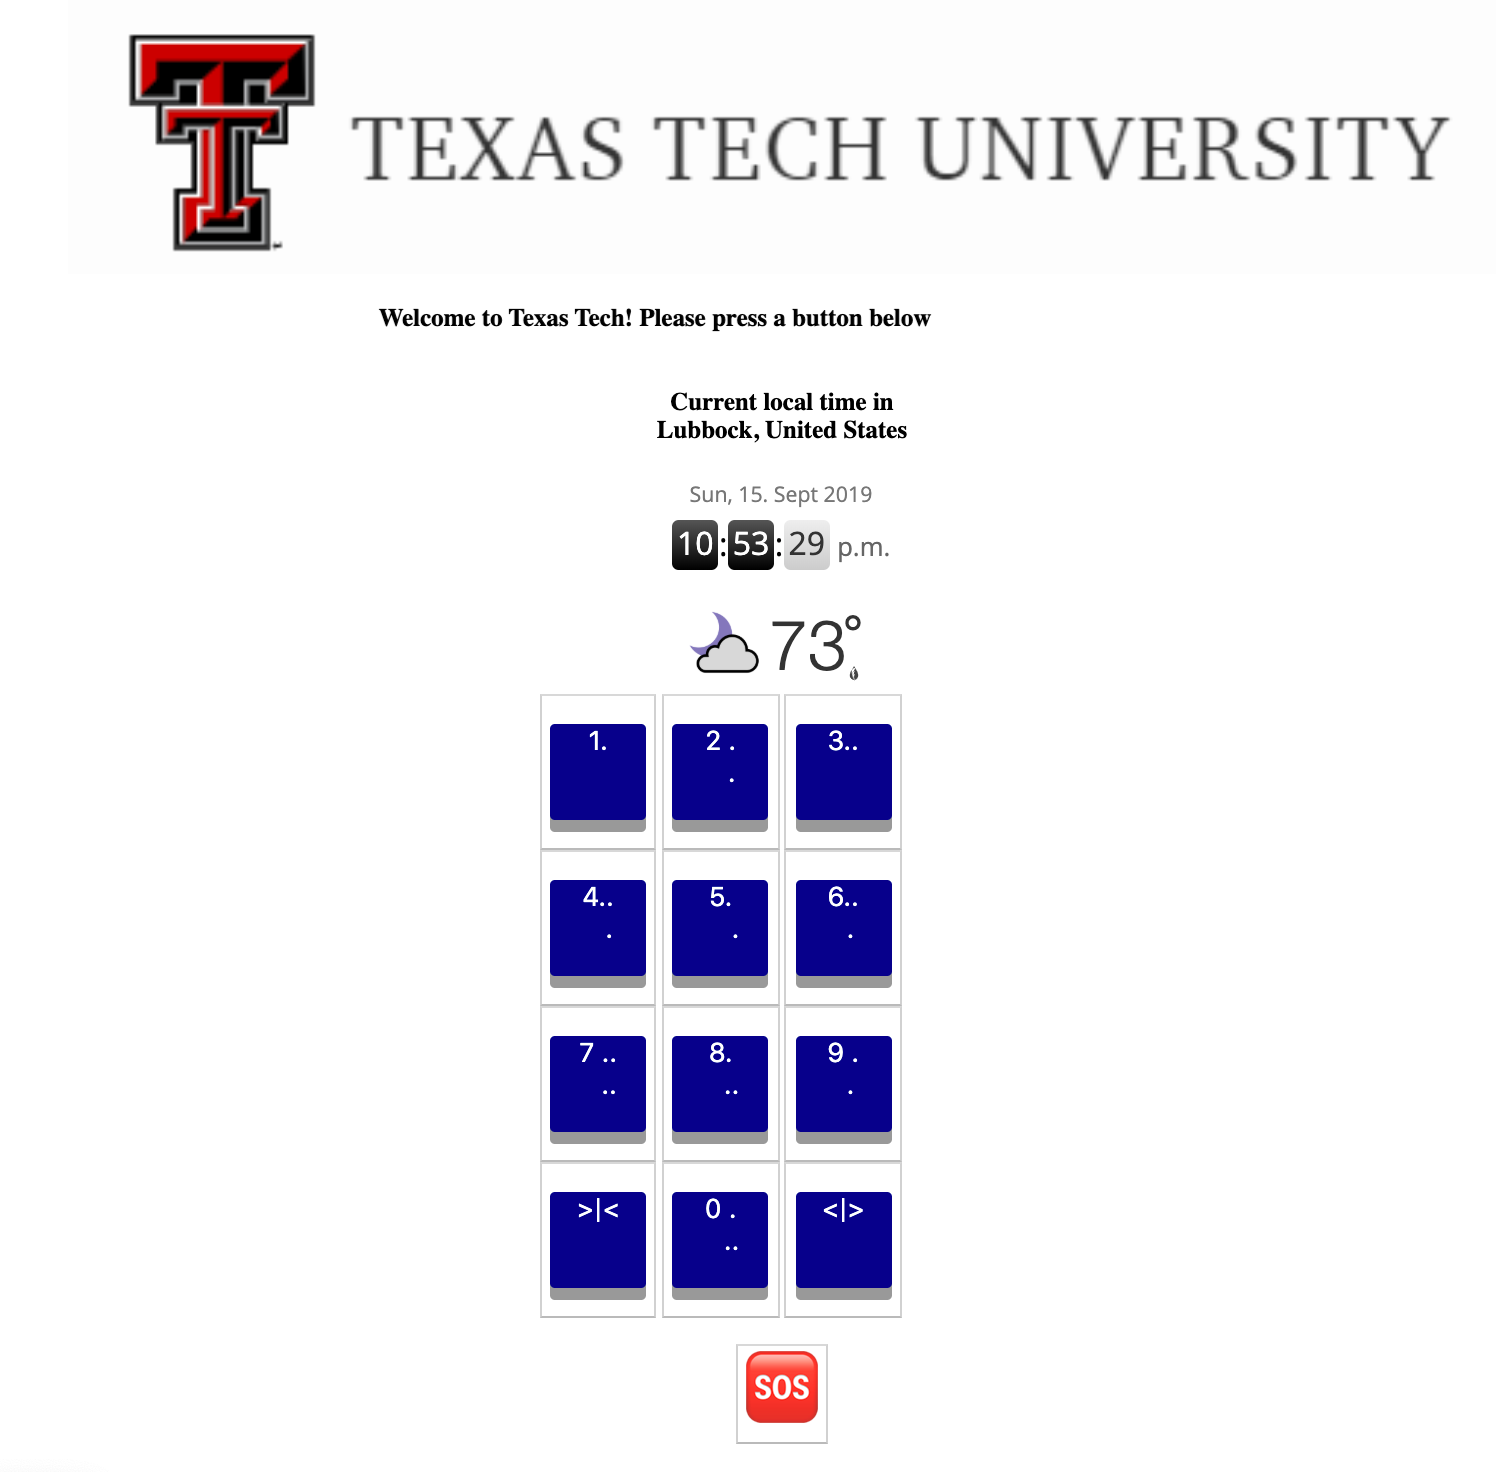 TEXAS TECH UNIVERSITY
Welcome to Texas Tech! Please press a button below
Current local time in
Lubbock, United States
Sun, 15. Sept 2019
10:53:29 p.m.
73°
1. 2 . 3..
.
4.. 5. 6..
. . .
7 .. 8. 9 .
.. .. .
>|< 0 . <|>
..
SOS